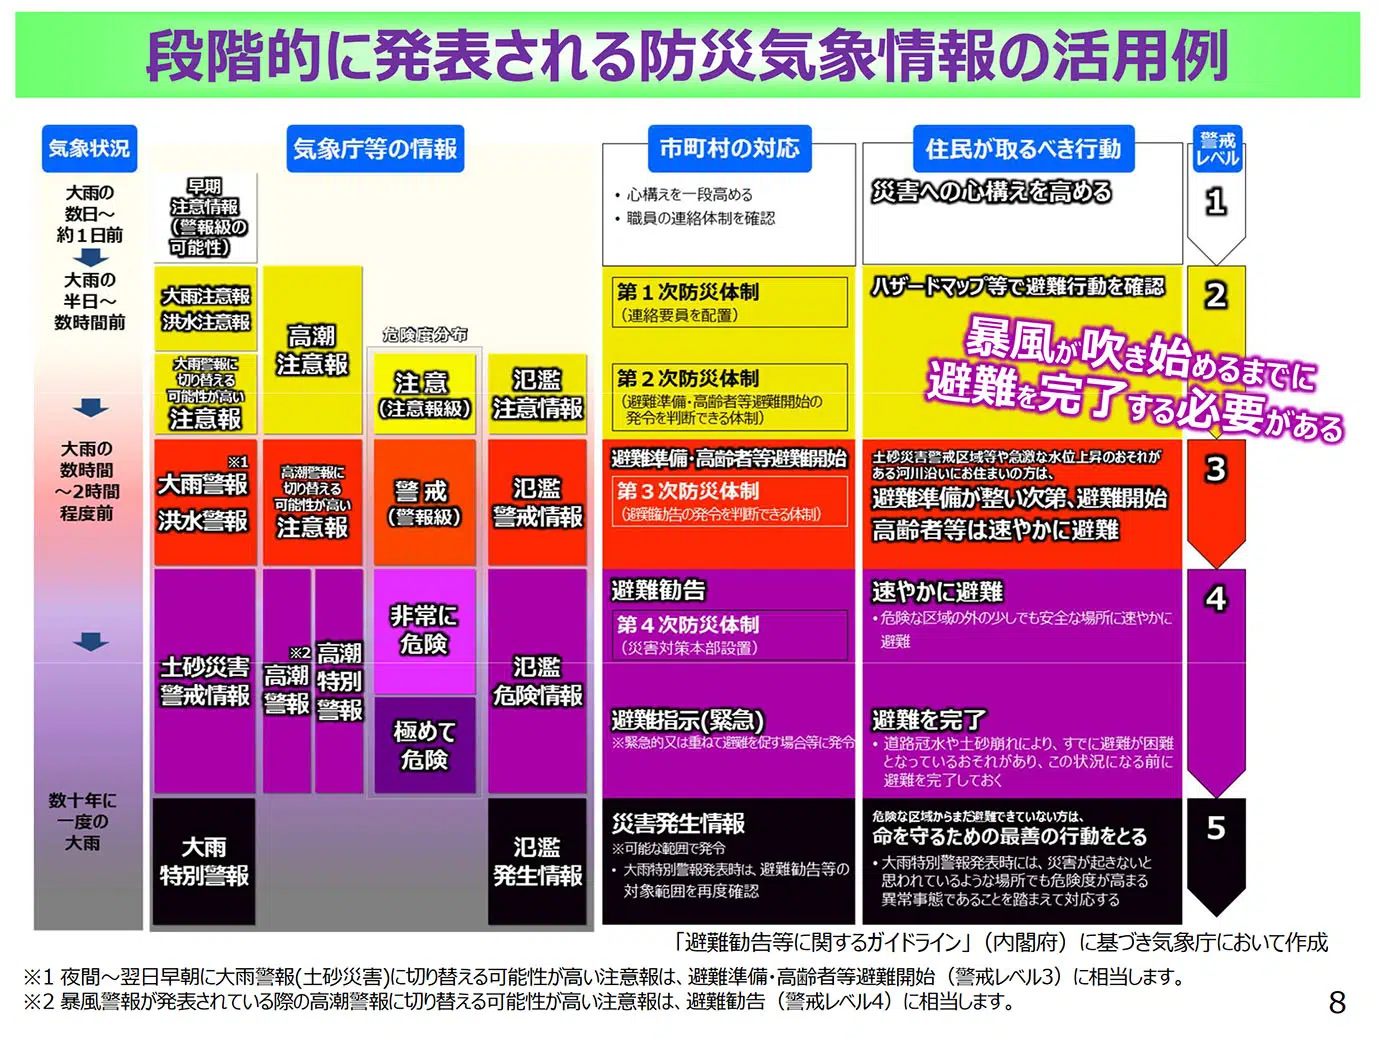 段階的に発表される防災気象情報の活用例
気象状況
気象庁等の情報
市町村の対応
住民が取るべき行動
警戒
レベル
大雨の
数日～
約１日前
大雨の
半日～
数時間前
大雨の
数時間
～2時間
程度前
数十年に
一度の
大雨
早期
注意情報
（警報級の
可能性）
大雨注意報
洪水注意報
大雨警報に
切り替える
可能性が高い
注意報
※1
大雨警報
洪水警報
土砂災害
警戒情報
大雨
特別警報
高潮
注意報
高潮警報に
切り替える
可能性が高い
注意報
※2
高潮
警報
高潮
特別
警報
危険度分布
注意
（注意報級）
警戒
（警報級）
非常に
危険
極めて
危険
氾濫
注意情報
氾濫
警戒情報
氾濫
危険情報
氾濫
発生情報
・心構えを一段高める
・職員の連絡体制を確認
第１次防災体制
（連絡要員を配置）
第２次防災体制
（避難準備・高齢者等避難開始の
発令を判断できる体制）
避難準備・高齢者等避難開始
第３次防災体制
（避難勧告の発令を判断できる体制）
避難勧告
第４次防災体制
（災害対策本部設置）
避難指示(緊急)
※緊急的又は重ねて避難を促す場合等に発令
災害発生情報
※可能な範囲で発令
・大雨特別警報発表時は、避難勧告等の
対象範囲を再度確認
災害への心構えを高める
ハザードマップ等で避難行動を確認
暴風が吹き始めるまでに
避難を完了する必要がある
土砂災害警戒区域等や急激な水位上昇のおそれが
ある河川沿いにお住まいの方は、
避難準備が整い次第、避難開始
高齢者等は速やかに避難
速やかに避難
・危険な区域の外の少しでも安全な場所に速やかに
避難
避難を完了
・道路冠水や土砂崩れにより、すでに避難が困難
となっているおそれがあり、この状況になる前に
避難を完了しておく
危険な区域からまだ避難できていない方は、
命を守るための最善の行動をとる
・大雨特別警報発表時には、災害が起きないと
思われているような場所でも危険度が高まる
異常事態であることを踏まえて対応する
1
2
3
4
5
「避難勧告等に関するガイドライン」（内閣府）に基づき気象庁において作成
※1 夜間～翌日早朝に大雨警報(土砂災害)に切り替える可能性が高い注意報は、避難準備・高齢者等避難開始（警戒レベル3）に相当します。
※2 暴風警報が発表されている際の高潮警報に切り替える可能性が高い注意報は、避難勧告（警戒レベル4）に相当します。
8